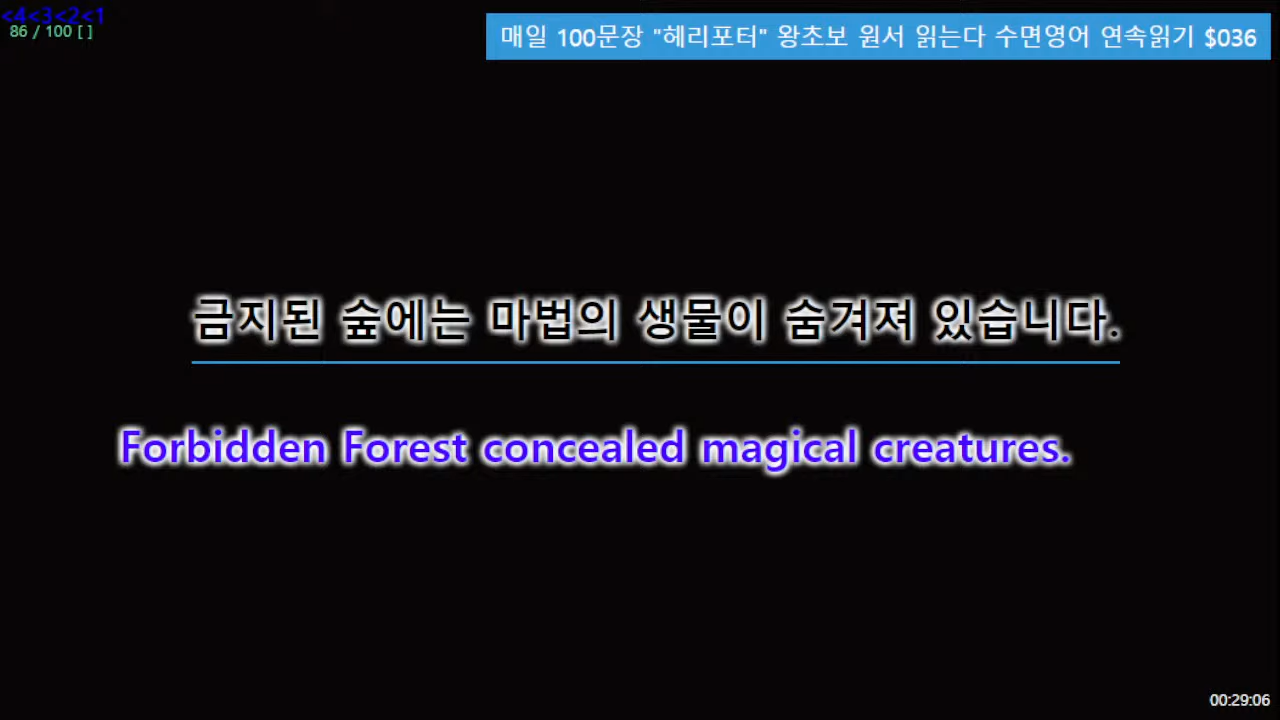 <4<3<2<1
86 / 100 [ ]
매일 100문장 "헤리포터" 왕초보 원서 읽는다 수면영어 연속읽기 $036
금지된 숲에는 마법의 생물이 숨겨져 있습니다.
Forbidden Forest concealed magical creatures.
00:29:06